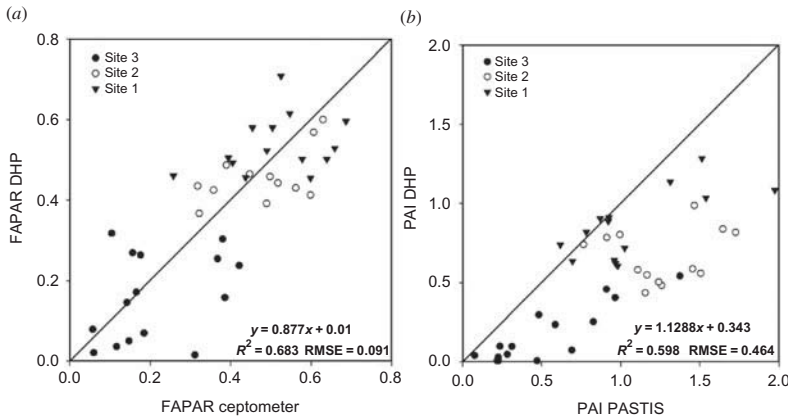 (a)
0.8
0.6
0.4
0.2
0.0
FAPAR DHP
Site 3
Site 2
Site 1
y = 0.877x + 0.01
R² = 0.683 RMSE = 0.091
0.0 0.2 0.4 0.6 0.8
FAPAR ceptometer
(b)
2.0
1.5
1.0
0.5
0.0
PAI DHP
Site 3
Site 2
Site 1
y = 1.1288x + 0.343
R² = 0.598 RMSE = 0.464
0.0 0.5 1.0 1.5 2.0
PAI PASTIS